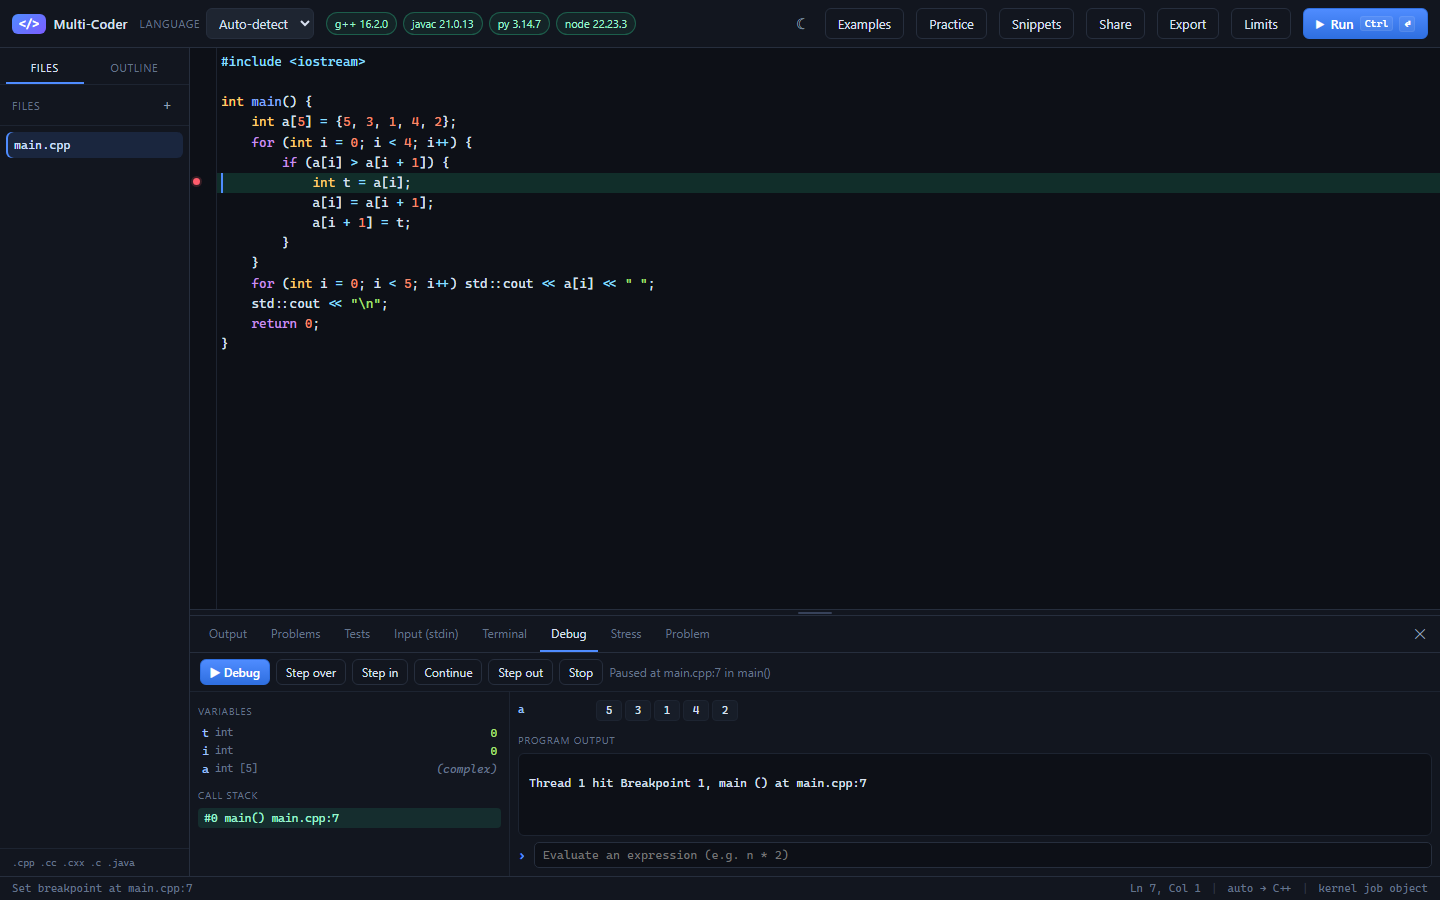 </> Multi-Coder LANGUAGE Auto-detect g++ 16.2.0 javac 21.0.13 py 3.14.7 node 22.23.3 Examples Practice Snippets Share Export Limits ▶ Run Ctrl ⏎
FILES OUTLINE
FILES +
main.cpp
#include <iostream>
int main() {
    int a[5] = {5, 3, 1, 4, 2};
    for (int i = 0; i < 4; i++) {
        if (a[i] > a[i + 1]) {
            int t = a[i];
            a[i] = a[i + 1];
            a[i + 1] = t;
        }
    }
    for (int i = 0; i < 5; i++) std::cout << a[i] << " ";
    std::cout << "\n";
    return 0;
}
Output Problems Tests Input (stdin) Terminal Debug Stress Problem
▶ Debug Step over Step in Continue Step out Stop Paused at main.cpp:7 in main()
VARIABLES
t int 0
i int 0
a int [5] (complex)
CALL STACK
#0 main() main.cpp:7
a 5 3 1 4 2
PROGRAM OUTPUT
Thread 1 hit Breakpoint 1, main () at main.cpp:7
› Evaluate an expression (e.g. n * 2)
.cpp .cc .cxx .c .java
Set breakpoint at main.cpp:7 Ln 7, Col 1 | auto → C++ | kernel job object